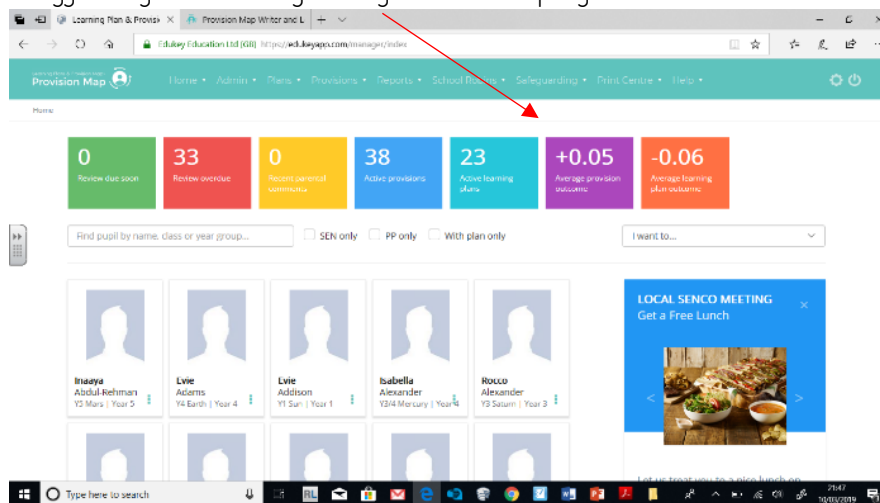 Learning Plan & Provisi
Provision Map Writer and L
Edukey Education Ltd [GB] https://edukeyapp.com/manager/index
Provision Map
Home Admin Plans Provisions Reports School Safeguarding Print Centre Help
Home
0
Review due soon
33
Review overdue
0
Recent parental
comments
38
Active provisions
23
Active learning
plans
+0.05
Average provision
outcome
-0.06
Average learning
plan outcome
Find pupil by name, class or year group...
SEN only
PP only
With plan only
I want to...
LOCAL SENCO MEETING
Get a Free Lunch
Inaaya
Abdul-Rehman
Y5 Mars | Year 5
Evie
Adams
Y4 Earth | Year 4
Evie
Addison
Y1 Sun | Year 1
Isabella
Alexander
Y3/4 Mercury | Year 4
Rocco
Alexander
Y3 Saturn | Year 3
Let us treat you to a nice lunch on
Type here to search
RL
21:47
10/03/2019